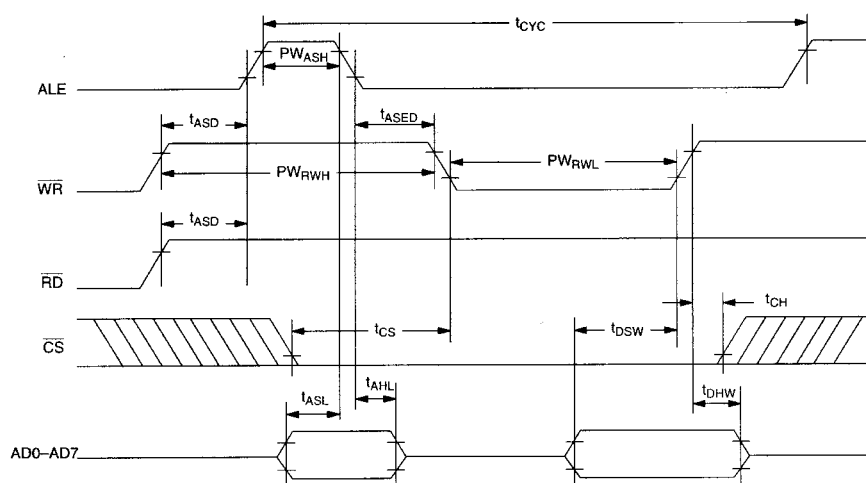 tCYC
PWASH
ALE
tASD
tASED
PWRWH
PWRWL
WR
tASD
RD
tCH
tCS
tDSW
CS
tASL
tAHL
tDHW
AD0–AD7